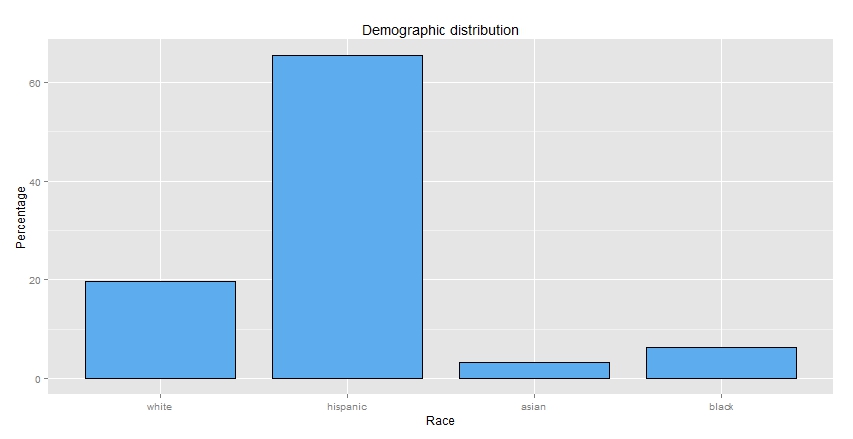 Demographic distribution
60
40
20
0
Percentage
white hispanic asian black
Race